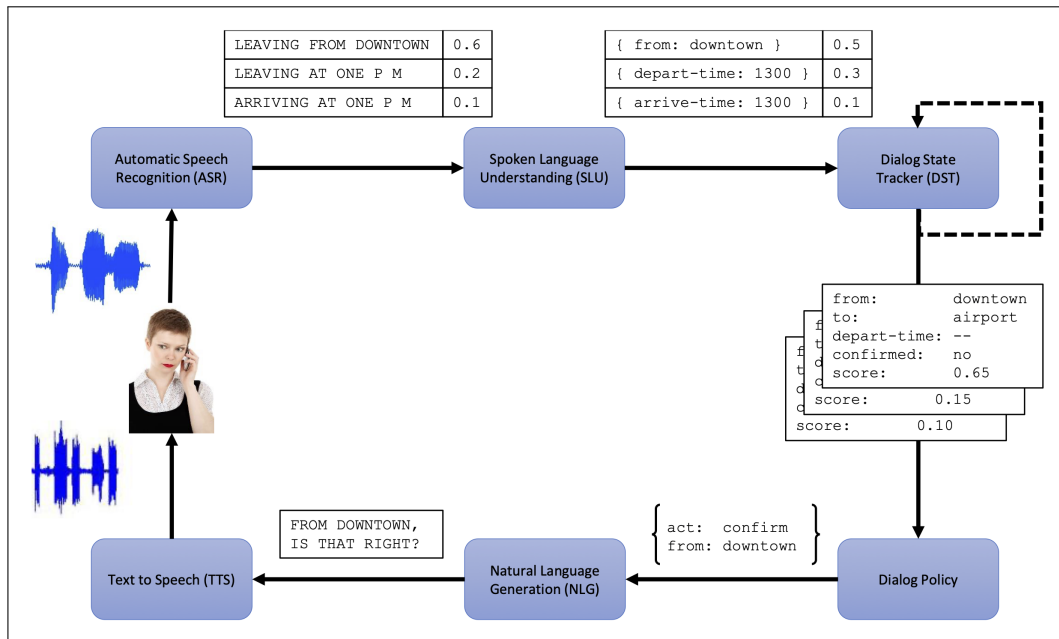 LEAVING FROM DOWNTOWN 0.6
LEAVING AT ONE P M 0.2
ARRIVING AT ONE P M 0.1
{ from: downtown } 0.5
{ depart-time: 1300 } 0.3
{ arrive-time: 1300 } 0.1
Automatic Speech
Recognition (ASR)
Spoken Language
Understanding (SLU)
Dialog State
Tracker (DST)
from: downtown
to: airport
depart-time: --
confirmed: no
score: 0.65
f
t
d
c
score: 0.15
f
t
d
c
score: 0.10
act: confirm
from: downtown
FROM DOWNTOWN,
IS THAT RIGHT?
Text to Speech (TTS)
Natural Language
Generation (NLG)
Dialog Policy